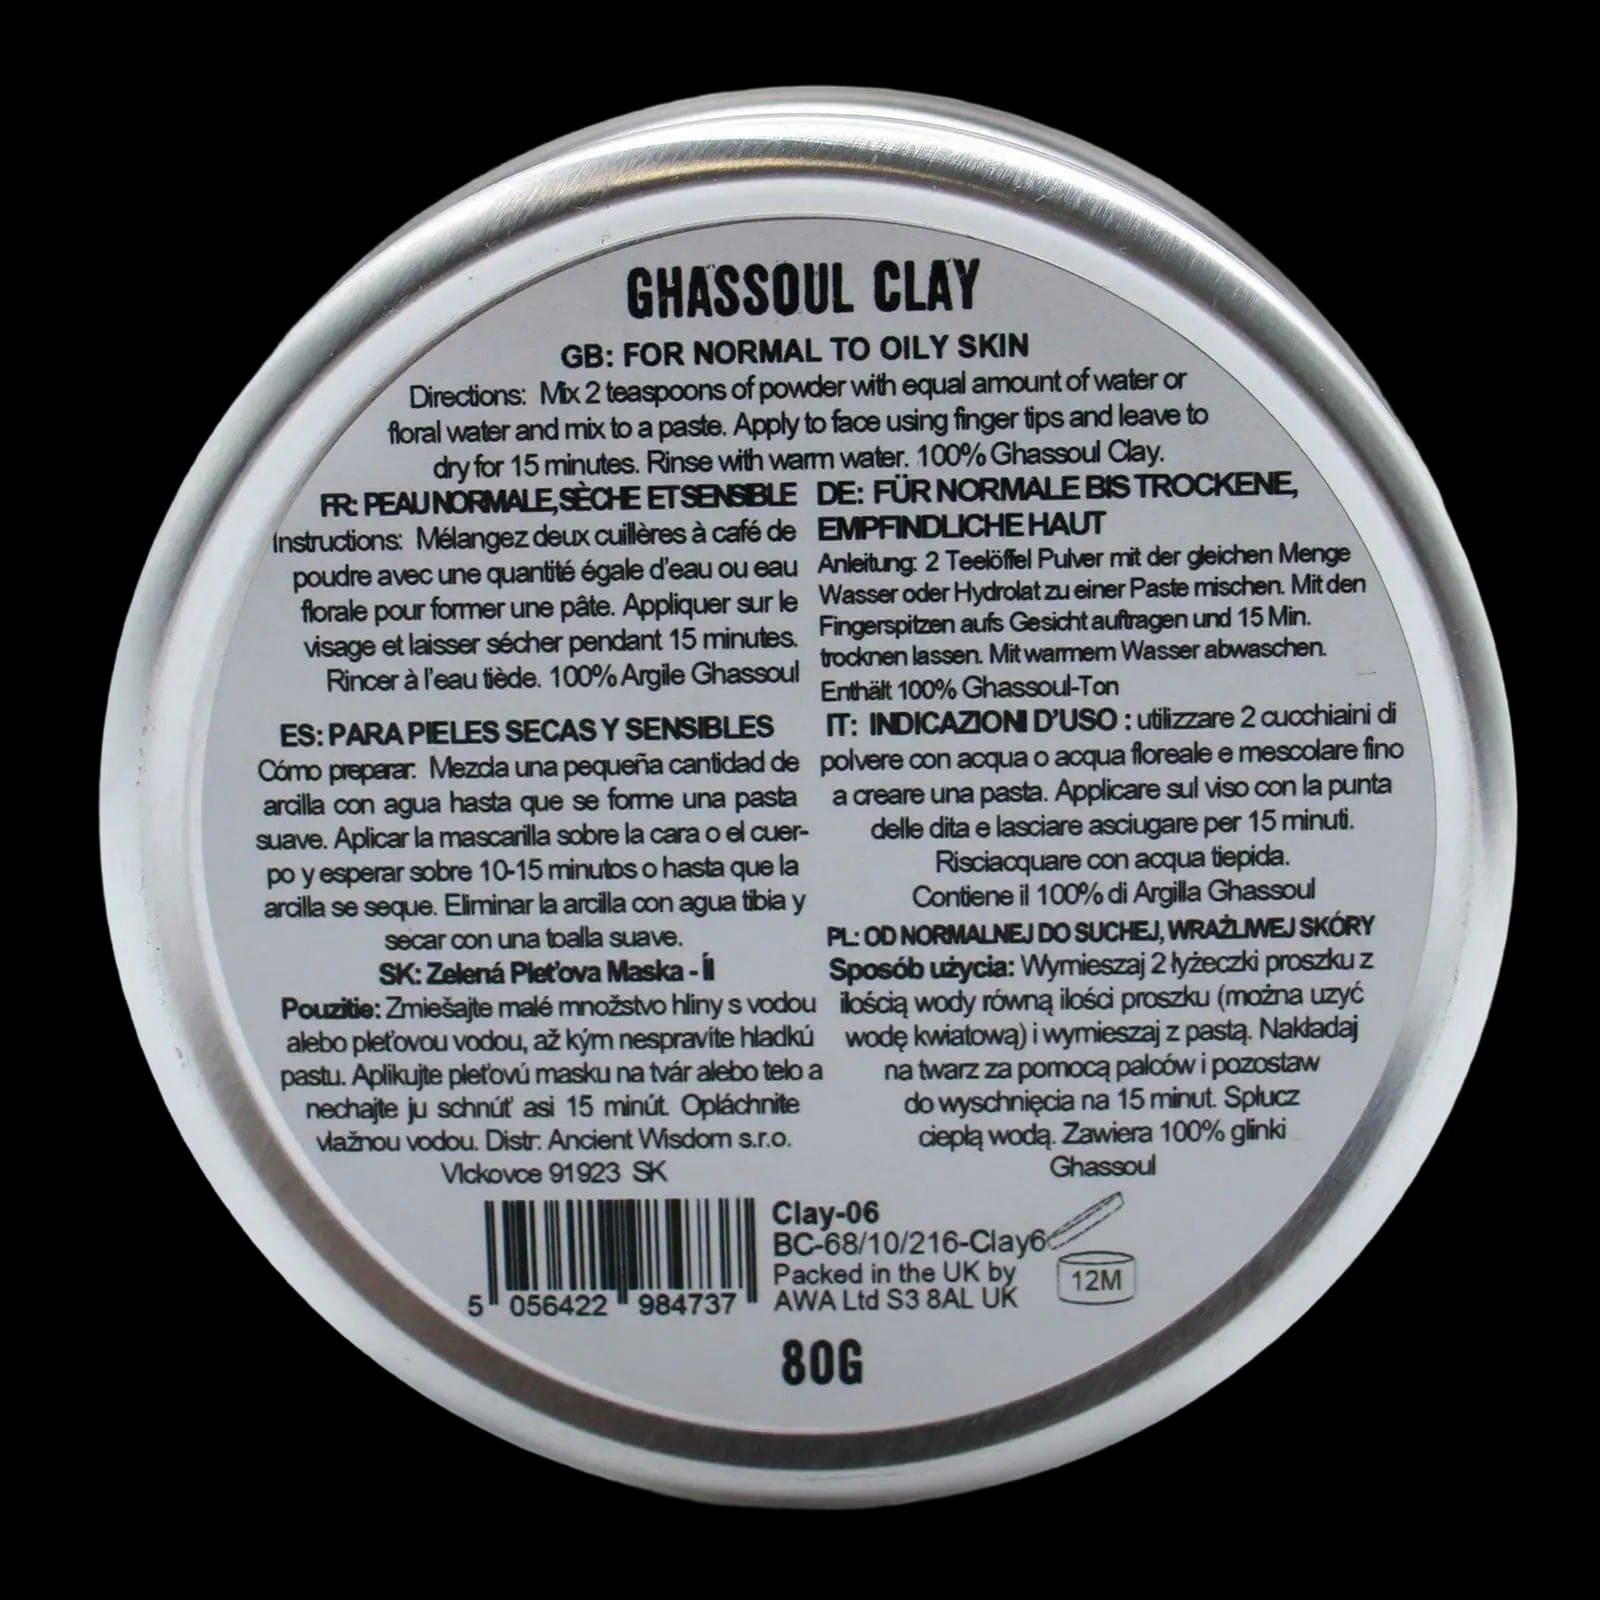 GHASSOUL CLAY
GB: FOR NORMAL TO OILY SKIN
Directions: Mix 2 teaspoons of powder with equal amount of water or
floral water and mix to a paste. Apply to face using finger tips and leave to
dry for 15 minutes. Rinse with warm water. 100% Ghassoul Clay.
FR: PEAU NORMALE, SÈCHE ET SENSIBLE
Instructions: Mélangez deux cuillères à café de
poudre avec une quantité égale d'eau ou eau
florale pour former une pâte. Appliquer sur le
visage et laisser sécher pendant 15 minutes.
Rincer à l'eau tiède. 100% Argile Ghassoul
DE: FÜR NORMALE BIS TROCKENE,
EMPFINDLICHE HAUT
Anleitung: 2 Teelöffel Pulver mit der gleichen Menge
Wasser oder Hydrolat zu einer Paste mischen. Mit den
Fingerspitzen aufs Gesicht auftragen und 15 Min.
trocknen lassen. Mit warmem Wasser abwaschen.
Enthält 100% Ghassoul-Ton
ES: PARA PIELES SECAS Y SENSIBLES
Cómo preparar: Mezcla una pequeña cantidad de
arcilla con agua hasta que se forme una pasta
suave. Aplicar la mascarilla sobre la cara o el cuer-
po y esperar sobre 10-15 minutos o hasta que la
arcilla se seque. Eliminar la arcilla con agua tibia y
secar con una toalla suave.
IT: INDICAZIONI D'USO : utilizzare 2 cucchiaini di
polvere con acqua o acqua floreale e mescolare fino
a creare una pasta. Applicare sul viso con la punta
delle dita e lasciare asciugare per 15 minuti.
Risciacquare con acqua tiepida.
Contiene il 100% di Argilla Ghassoul
SK: Zelená Pleťova Maska - Íl
Pouzitie: Zmiešajte malé množstvo hliny s vodou
alebo pleťovou vodou, až kým nespravíte hladkú
pastu. Aplikujte pleťovú masku na tvár alebo telo a
nechajte ju schnúť asi 15 minút. Opláchnite
vlažnou vodou. Distr: Ancient Wisdom s.r.o.
Vlckovce 91923 SK
PL: OD NORMALNEJ DO SUCHEJ, WRAŻLIWEJ SKÓRY
Sposób użycia: Wymieszaj 2 łyżeczki proszku z
ilością wody równą ilości proszku (można uzyć
wodę kwiatową) i wymieszaj z pastą. Nakładaj
na twarz za pomocą palców i pozostaw
do wyschnięcia na 15 minut. Spłucz
ciepłą wodą. Zawiera 100% glinki
Ghassoul
5 056422 984737
Clay-06
BC-68/10/216-Clay6
Packed in the UK by
AWA Ltd S3 8AL UK
12M
80G